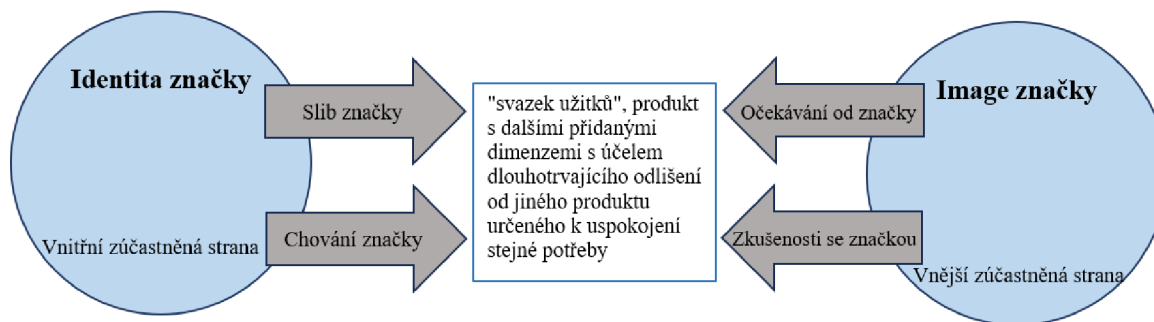 Identita značky
Slib značky
Chování značky
Vnitřní zúčastněná strana
"svazek užitků", produkt
s dalšími přidanými
dimenzemi s účelem
dlouhotrvajícího odlišení
od jiného produktu
určeného k uspokojení
stejné potřeby
Image značky
Očekávání od značky
Zkušenosti se značkou
Vnější zúčastněná strana